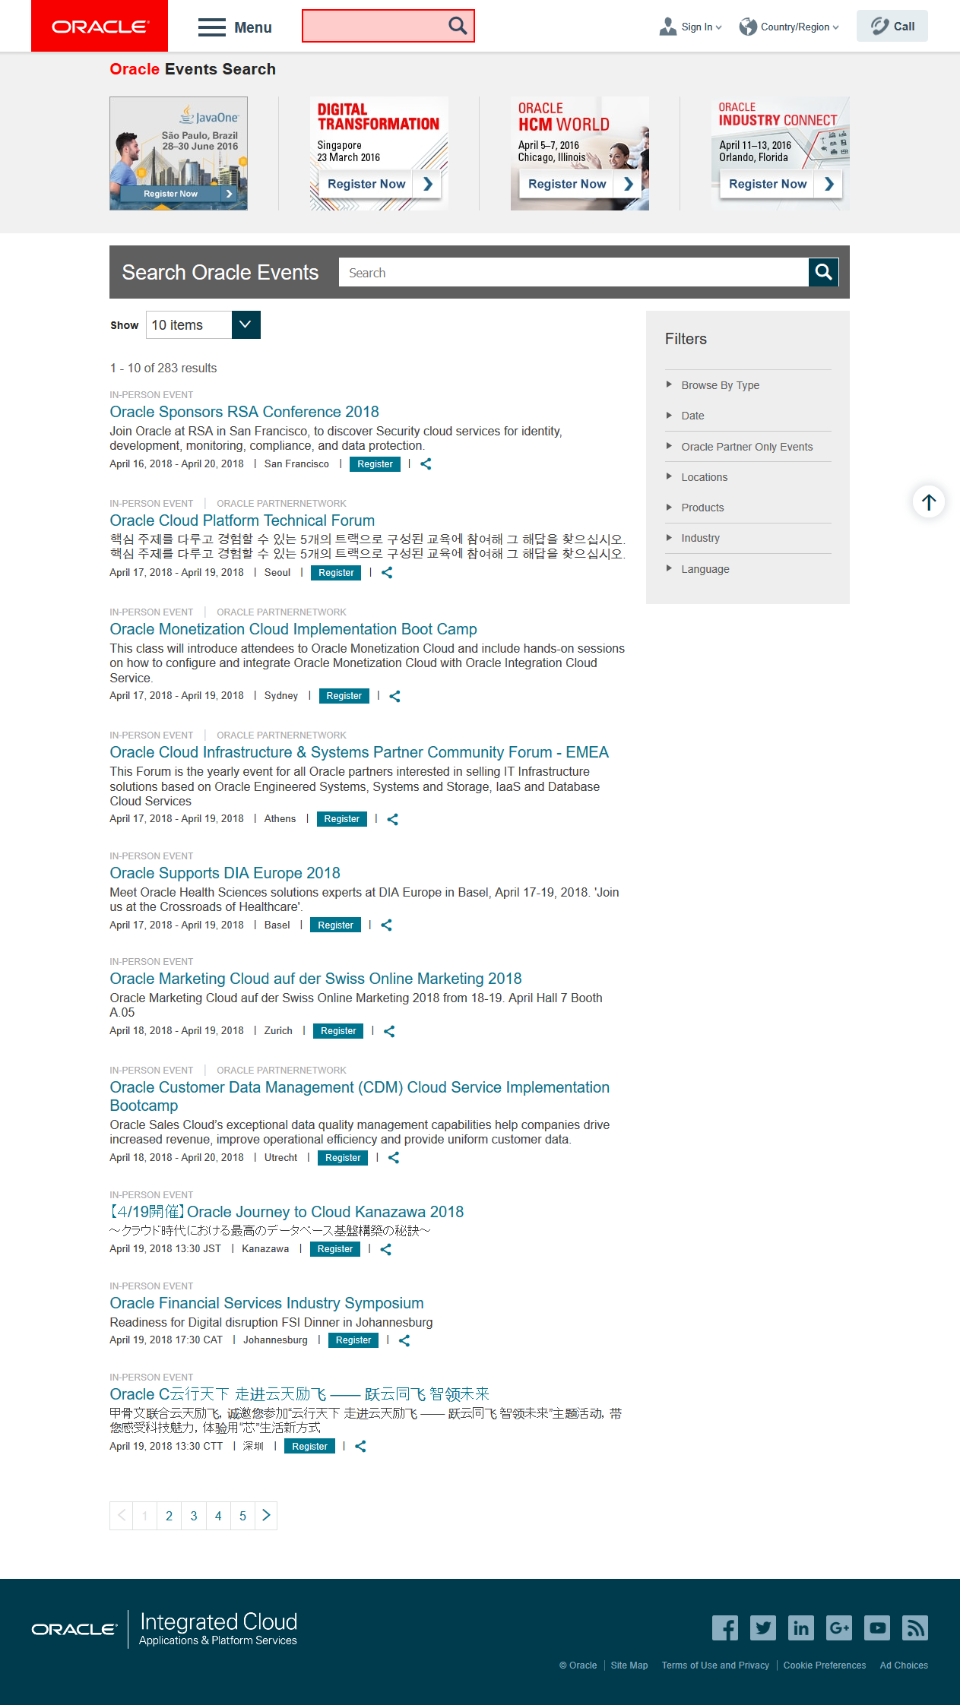 ORACLE
Menu
Sign In
Country/Region
Call
Oracle Events Search
JavaOne
São Paulo, Brazil
28–30 June 2016
Register Now
DIGITAL
TRANSFORMATION
Singapore
23 March 2016
Register Now
ORACLE
HCM WORLD
April 5–7, 2016
Chicago, Illinois
Register Now
ORACLE
INDUSTRY CONNECT
April 11–13, 2016
Orlando, Florida
Register Now
Search Oracle Events
Search
Show 10 items
1 - 10 of 283 results
IN-PERSON EVENT
Oracle Sponsors RSA Conference 2018
Join Oracle at RSA in San Francisco, to discover Security cloud services for identity,
development, monitoring, compliance, and data protection.
April 16, 2018 - April 20, 2018 | San Francisco | Register |
IN-PERSON EVENT | ORACLE PARTNERNETWORK
Oracle Cloud Platform Technical Forum
핵심 주제를 다루고 경험할 수 있는 5개의 트랙으로 구성된 교육에 참여해 그 해답을 찾으십시오.
핵심 주제를 다루고 경험할 수 있는 5개의 트랙으로 구성된 교육에 참여해 그 해답을 찾으십시오.
April 17, 2018 - April 19, 2018 | Seoul | Register |
IN-PERSON EVENT | ORACLE PARTNERNETWORK
Oracle Monetization Cloud Implementation Boot Camp
This class will introduce attendees to Oracle Monetization Cloud and include hands-on sessions
on how to configure and integrate Oracle Monetization Cloud with Oracle Integration Cloud
Service.
April 17, 2018 - April 19, 2018 | Sydney | Register |
IN-PERSON EVENT | ORACLE PARTNERNETWORK
Oracle Cloud Infrastructure & Systems Partner Community Forum - EMEA
This Forum is the yearly event for all Oracle partners interested in selling IT Infrastructure
solutions based on Oracle Engineered Systems, Systems and Storage, IaaS and Database
Cloud Services
April 17, 2018 - April 19, 2018 | Athens | Register |
IN-PERSON EVENT
Oracle Supports DIA Europe 2018
Meet Oracle Health Sciences solutions experts at DIA Europe in Basel, April 17-19, 2018. 'Join
us at the Crossroads of Healthcare'.
April 17, 2018 - April 19, 2018 | Basel | Register |
IN-PERSON EVENT
Oracle Marketing Cloud auf der Swiss Online Marketing 2018
Oracle Marketing Cloud auf der Swiss Online Marketing 2018 from 18-19. April Hall 7 Booth
A.05
April 18, 2018 - April 19, 2018 | Zurich | Register |
IN-PERSON EVENT | ORACLE PARTNERNETWORK
Oracle Customer Data Management (CDM) Cloud Service Implementation
Bootcamp
Oracle Sales Cloud's exceptional data quality management capabilities help companies drive
increased revenue, improve operational efficiency and provide uniform customer data.
April 18, 2018 - April 20, 2018 | Utrecht | Register |
IN-PERSON EVENT
【4/19開催】Oracle Journey to Cloud Kanazawa 2018
～クラウド時代における最高のデータベース基盤構築の秘訣～
April 19, 2018 13:30 JST | Kanazawa | Register |
IN-PERSON EVENT
Oracle Financial Services Industry Symposium
Readiness for Digital disruption FSI Dinner in Johannesburg
April 19, 2018 17:30 CAT | Johannesburg | Register |
IN-PERSON EVENT
Oracle C云行天下 走进云天励飞 —— 跃云同飞 智领未来
甲骨文联合云天励飞，诚邀您参加“云行天下 走进云天励飞 —— 跃云同飞 智领未来”主题活动，带
您感受科技魅力，体验用“芯”生活新方式
April 19, 2018 13:30 CTT | 深圳 | Register |
Filters
Browse By Type
Date
Oracle Partner Only Events
Locations
Products
Industry
Language
1 2 3 4 5
ORACLE | Integrated Cloud
Applications & Platform Services
© Oracle | Site Map Terms of Use and Privacy | Cookie Preferences Ad Choices